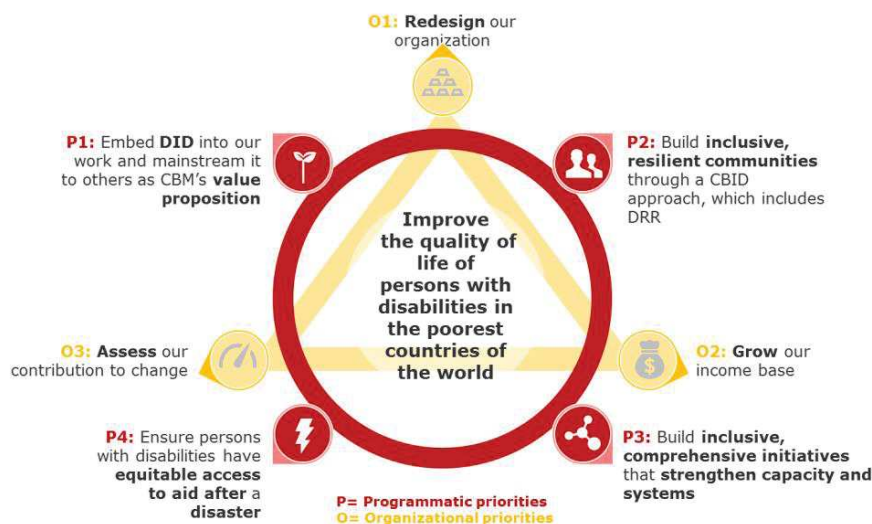 O1: Redesign our
organization
P1: Embed DID into our
work and mainstream it
to others as CBM's value
proposition
P2: Build inclusive,
resilient communities
through a CBID
approach, which includes
DRR
Improve
the quality of
life of
persons with
disabilities in
the poorest
countries of
the world
O3: Assess our
contribution to change
$
O2: Grow our
income base
P4: Ensure persons
with disabilities have
equitable access
to aid after a
disaster
P3: Build inclusive,
comprehensive initiatives
that strengthen capacity and
systems
P= Programmatic priorities
O= Organizational priorities